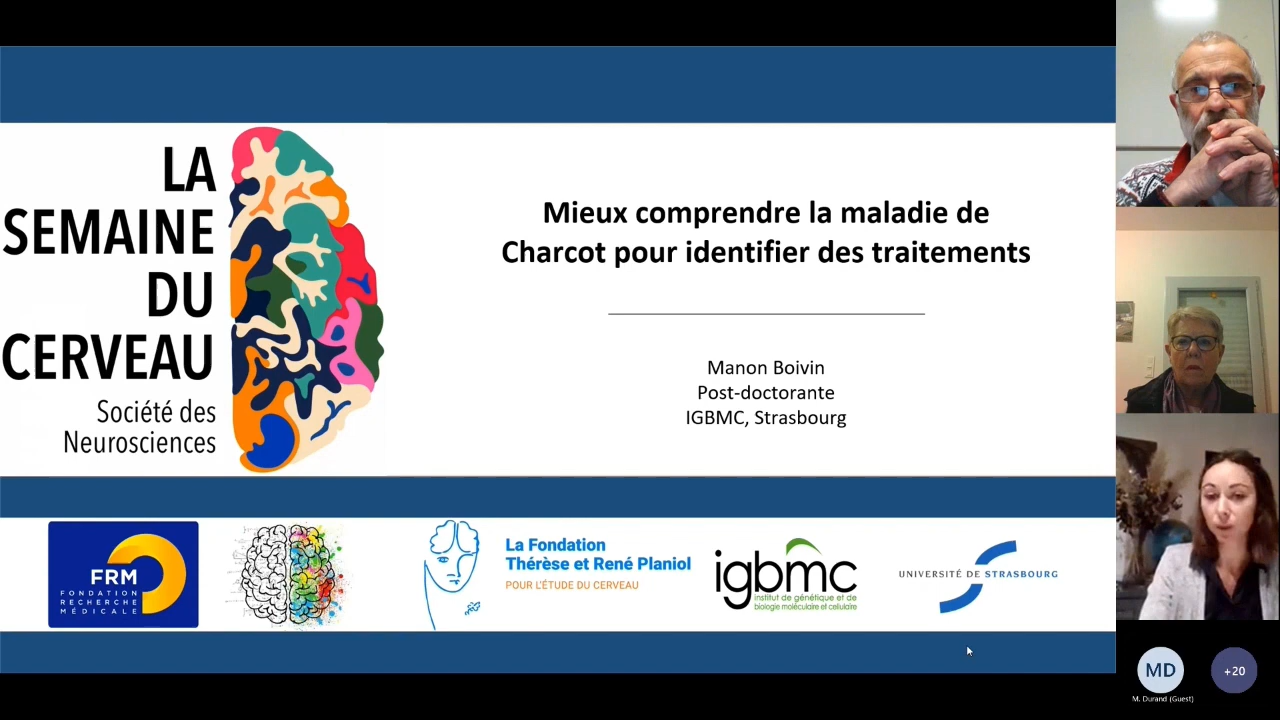 LA
SEMAINE
DU
CERVEAU
Société des
Neurosciences
Mieux comprendre la maladie de
Charcot pour identifier des traitements
Manon Boivin
Post-doctorante
IGBMC, Strasbourg
FRM
FONDATION
RECHERCHE
MÉDICALE
La Fondation
Thérèse et René Planiol
POUR L'ÉTUDE DU CERVEAU
igbmc
institut de génétique et de
biologie moléculaire et cellulaire
UNIVERSITÉ DE STRASBOURG
MD
+20
M. Durand (Guest)